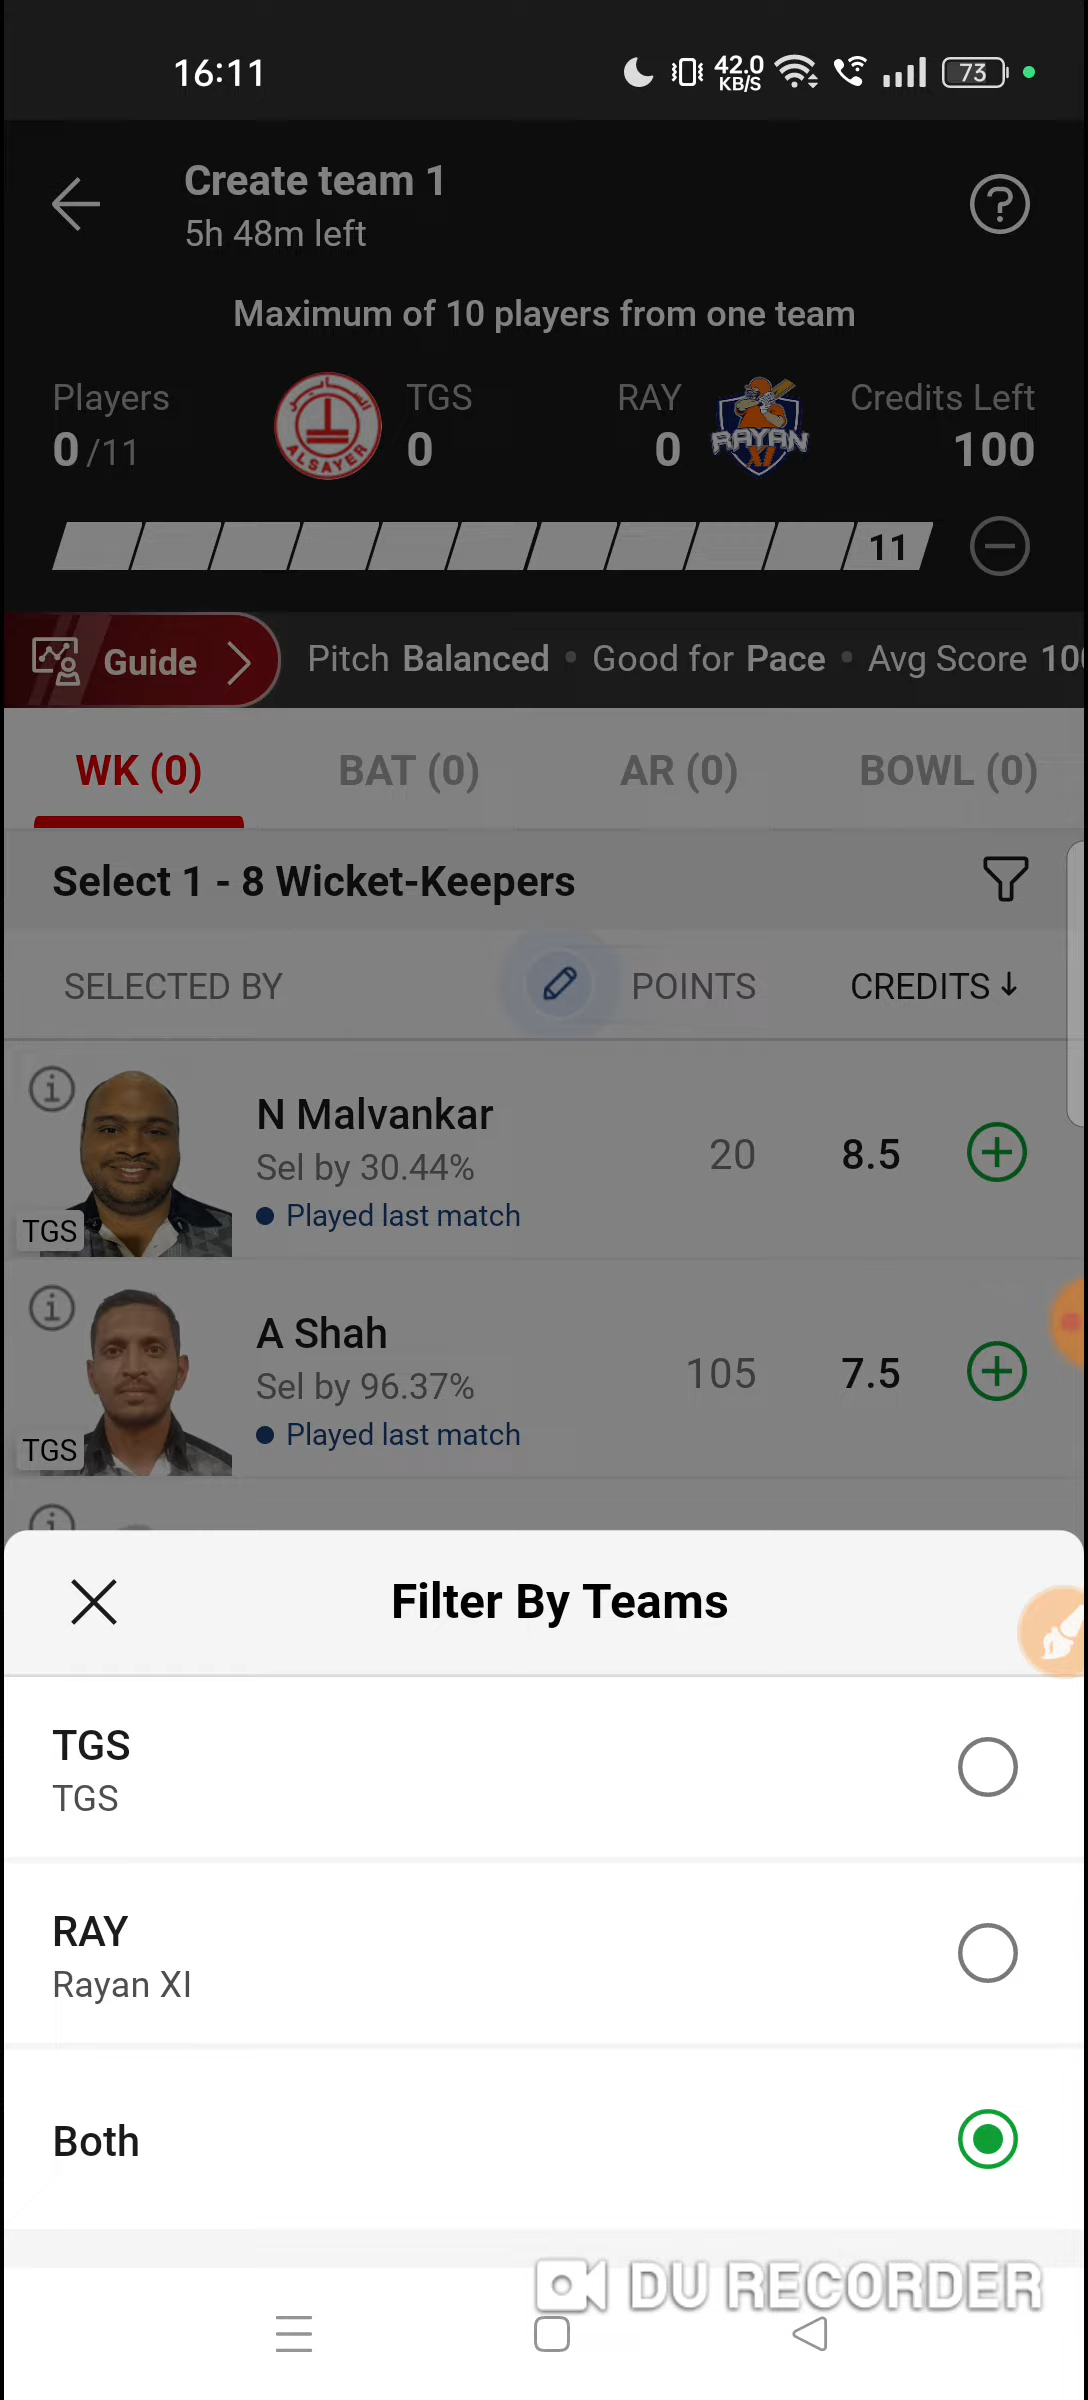 16:11
42.0
KB/S
73
Create team 1
5h 48m left
Maximum of 10 players from one team
Players
0 /11
ALSAYER
TGS
0
RAY
0
RAYAN
XI
Credits Left
100
11
Guide
Pitch Balanced • Good for Pace • Avg Score 10
WK (0)
BAT (0)
AR (0)
BOWL (0)
Select 1 - 8 Wicket-Keepers
SELECTED BY
POINTS
CREDITS ↓
N Malvankar
Sel by 30.44%
Played last match
20
8.5
TGS
A Shah
Sel by 96.37%
Played last match
105
7.5
TGS
Filter By Teams
TGS
TGS
RAY
Rayan XI
Both
DU RECORDER